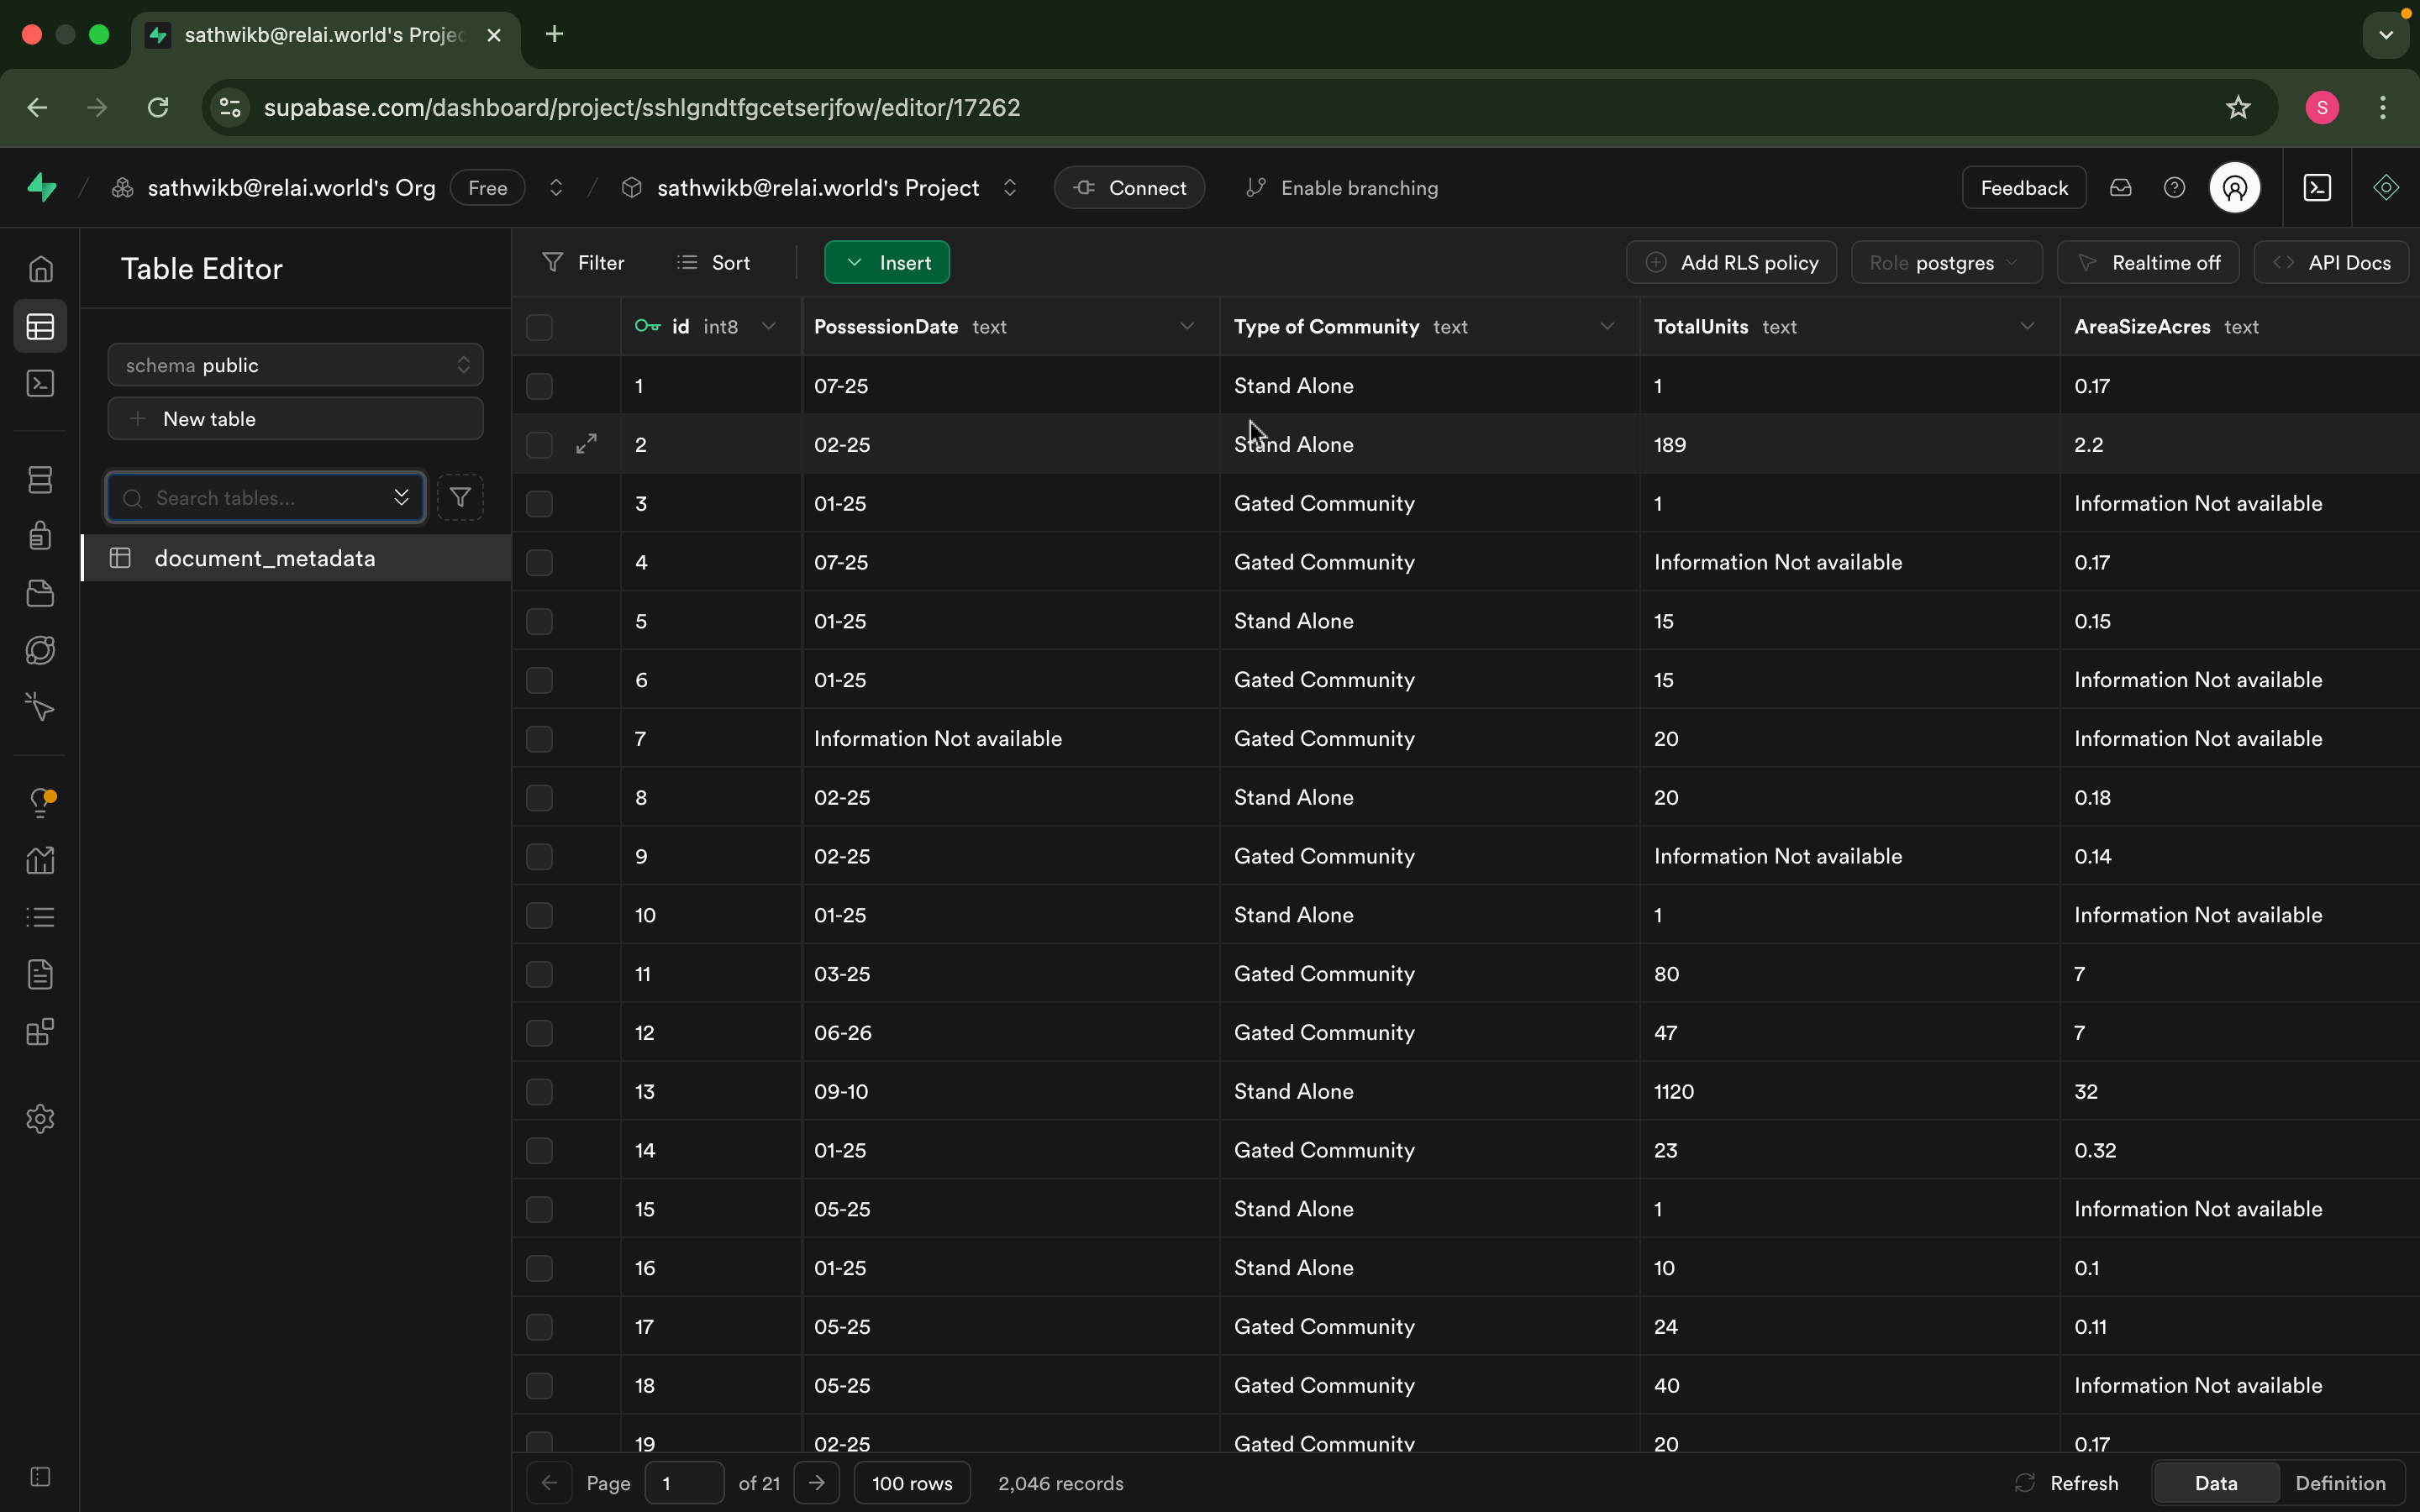 sathwikb@relai.world's Projec
supabase.com/dashboard/project/sshlgndtfgcetserjfow/editor/17262
S
/ sathwikb@relai.world's Org Free / sathwikb@relai.world's Project Connect Enable branching Feedback
Table Editor
Filter Sort Insert Add RLS policy Role postgres Realtime off API Docs
schema public
New table
Search tables...
document_metadata
id int8 PossessionDate text Type of Community text TotalUnits text AreaSizeAcres text
1 07-25 Stand Alone 1 0.17
2 02-25 Stand Alone 189 2.2
3 01-25 Gated Community 1 Information Not available
4 07-25 Gated Community Information Not available 0.17
5 01-25 Stand Alone 15 0.15
6 01-25 Gated Community 15 Information Not available
7 Information Not available Gated Community 20 Information Not available
8 02-25 Stand Alone 20 0.18
9 02-25 Gated Community Information Not available 0.14
10 01-25 Stand Alone 1 Information Not available
11 03-25 Gated Community 80 7
12 06-26 Gated Community 47 7
13 09-10 Stand Alone 1120 32
14 01-25 Gated Community 23 0.32
15 05-25 Stand Alone 1 Information Not available
16 01-25 Stand Alone 10 0.1
17 05-25 Gated Community 24 0.11
18 05-25 Gated Community 40 Information Not available
19 02-25 Gated Community 20 0.17
Page 1 of 21 100 rows 2,046 records Refresh Data Definition